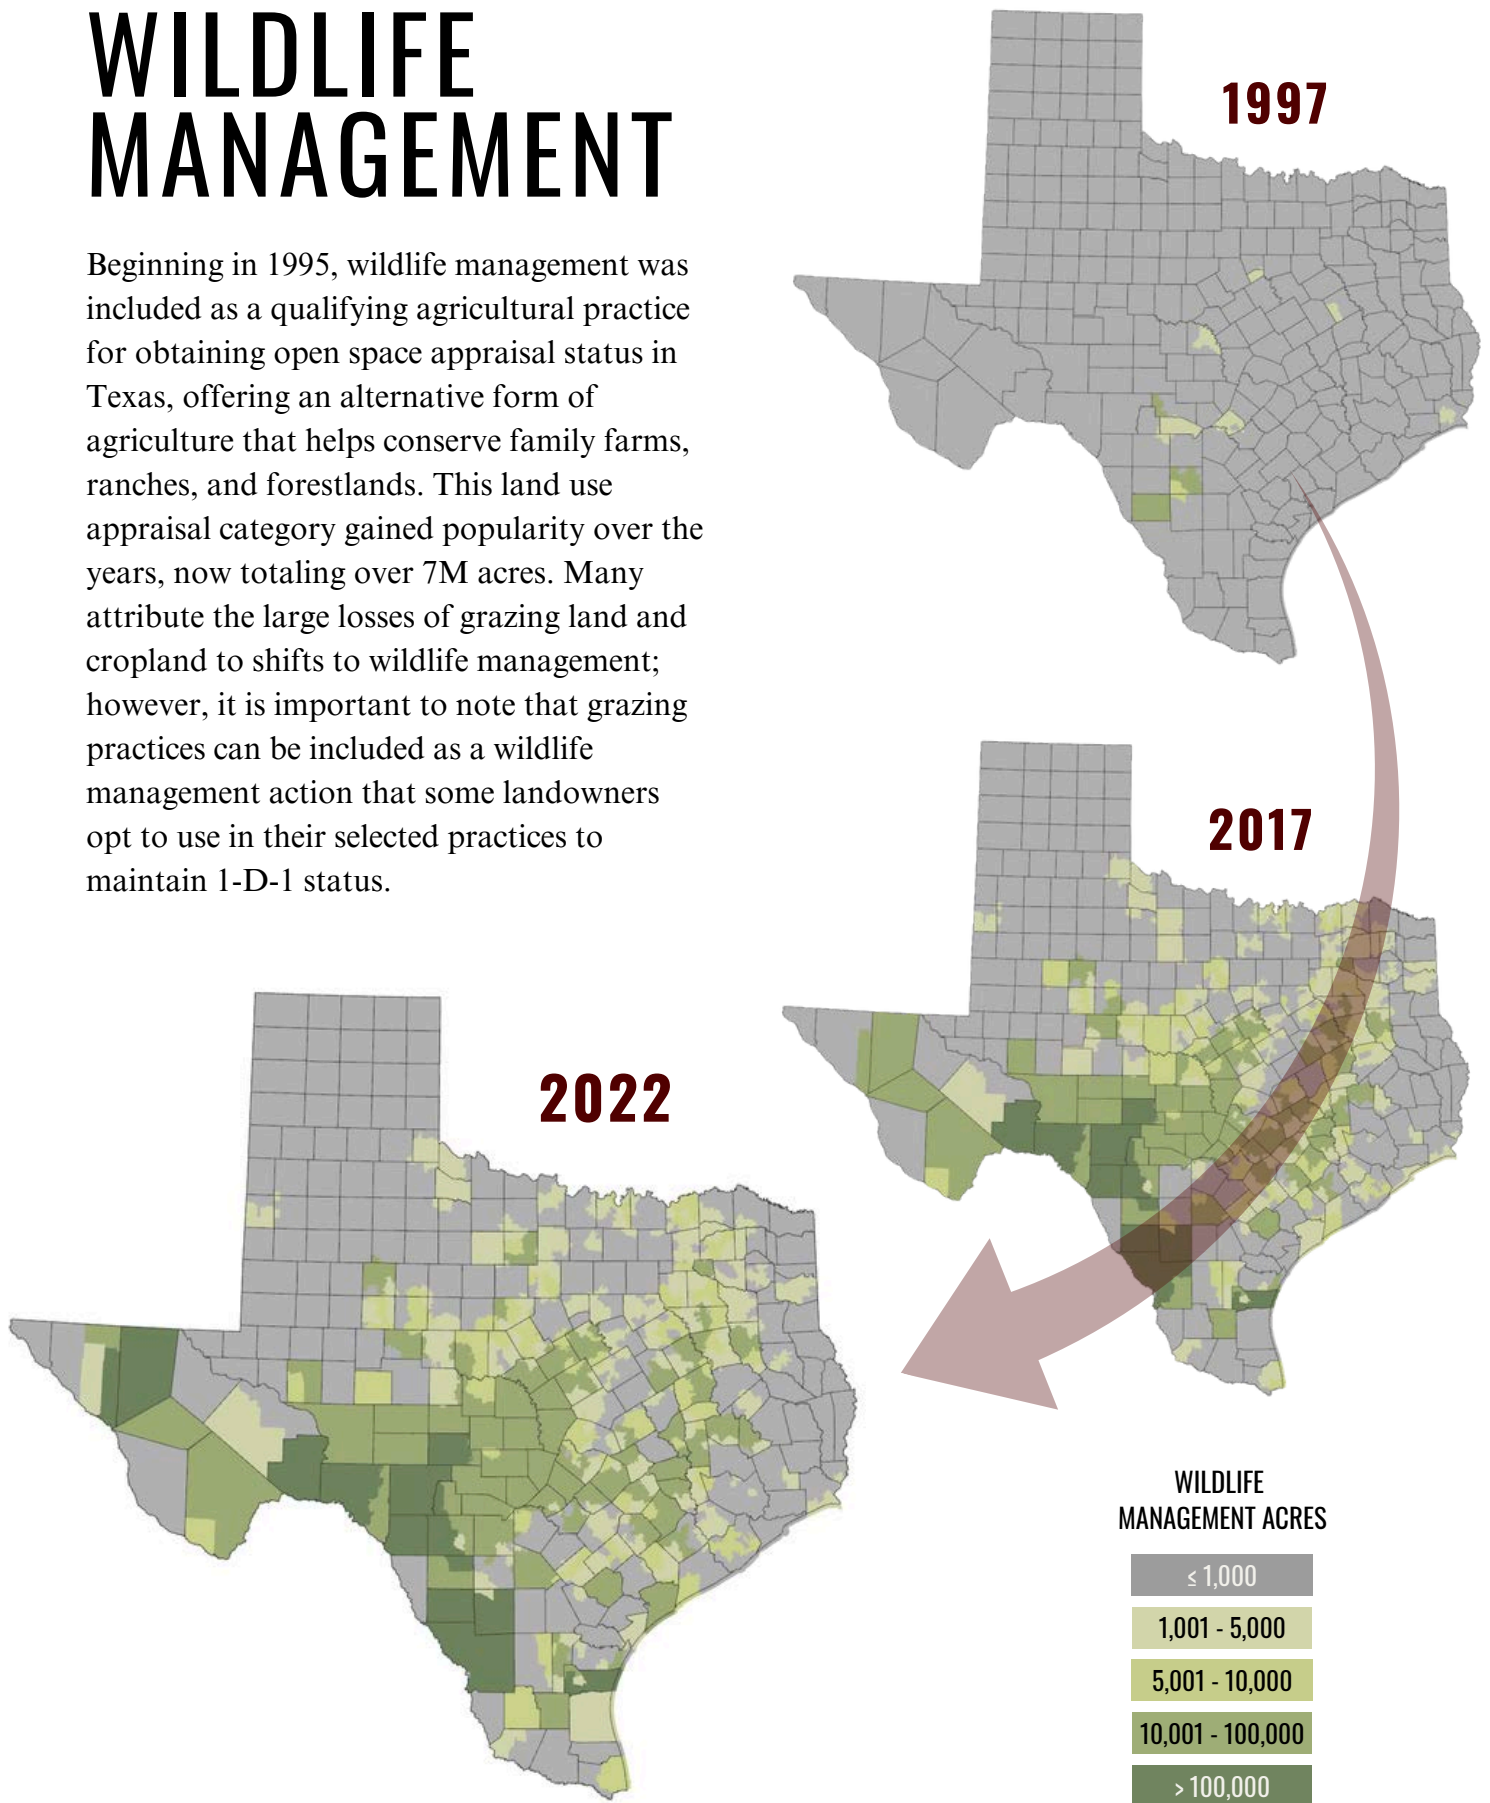 WILDLIFE
MANAGEMENT
Beginning in 1995, wildlife management was
included as a qualifying agricultural practice
for obtaining open space appraisal status in
Texas, offering an alternative form of
agriculture that helps conserve family farms,
ranches, and forestlands. This land use
appraisal category gained popularity over the
years, now totaling over 7M acres. Many
attribute the large losses of grazing land and
cropland to shifts to wildlife management;
however, it is important to note that grazing
practices can be included as a wildlife
management action that some landowners
opt to use in their selected practices to
maintain 1-D-1 status.
1997
2017
2022
WILDLIFE
MANAGEMENT ACRES
≤ 1,000
1,001 - 5,000
5,001 - 10,000
10,001 - 100,000
> 100,000